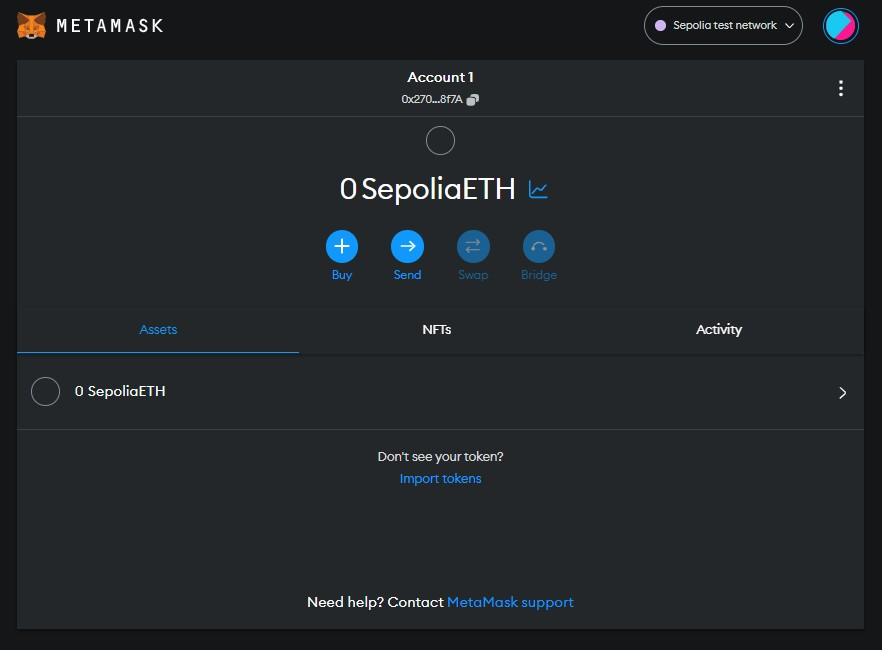 METAMASK
Sepolia test network
Account 1
0x270...8f7A
0 SepoliaETH
Buy
Send
Swap
Bridge
Assets
NFTs
Activity
0 SepoliaETH
Don't see your token?
Import tokens
Need help? Contact MetaMask support